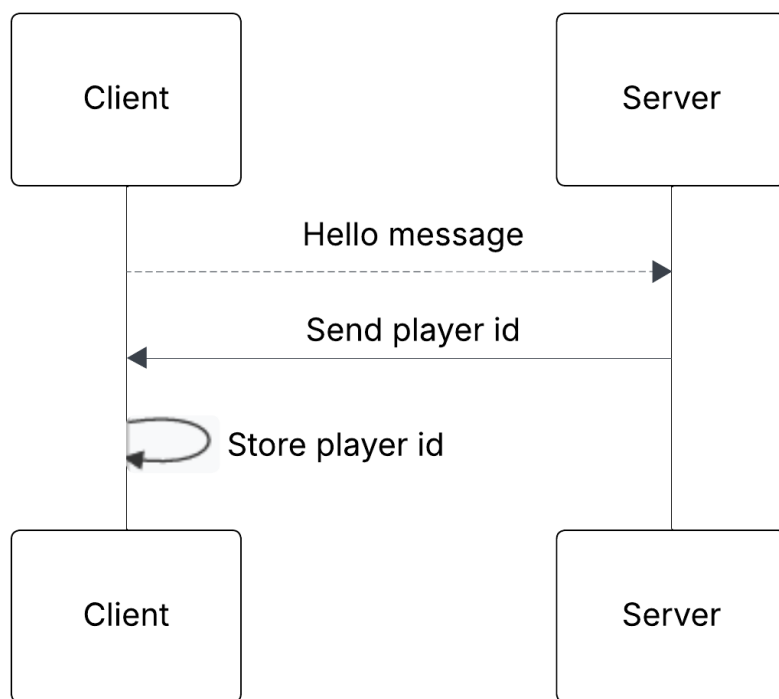 Client
Server
Hello message
Send player id
Store player id
Client
Server